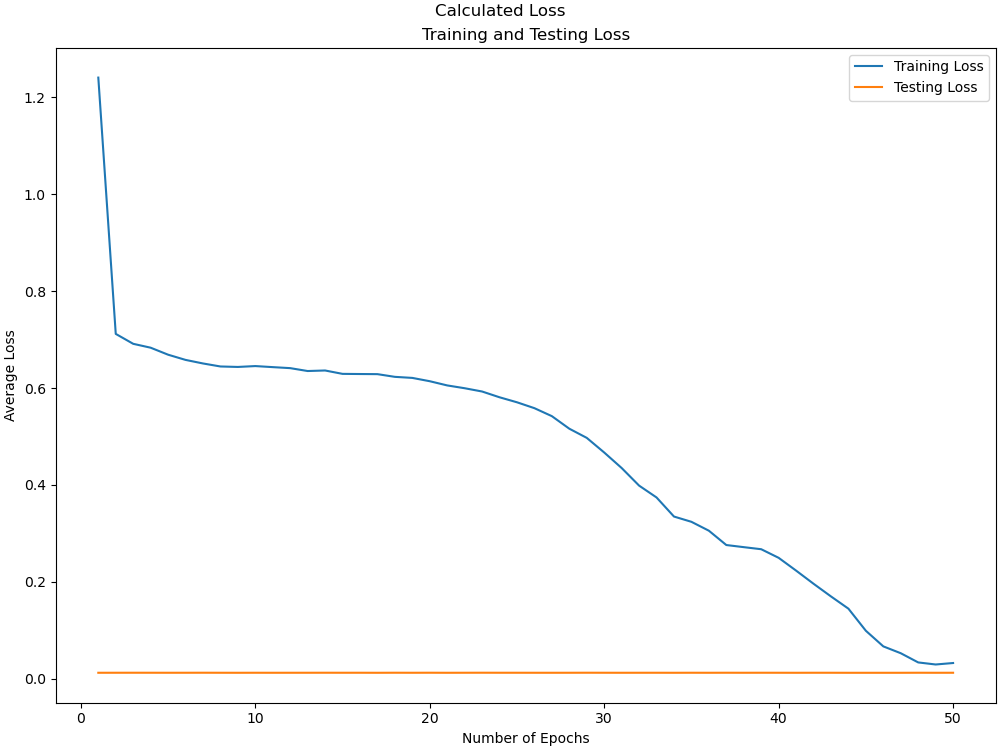 Calculated Loss
Training and Testing Loss
Training Loss
Testing Loss
1.2
1.0
0.8
0.6
0.4
0.2
0.0
Average Loss
0 10 20 30 40 50
Number of Epochs